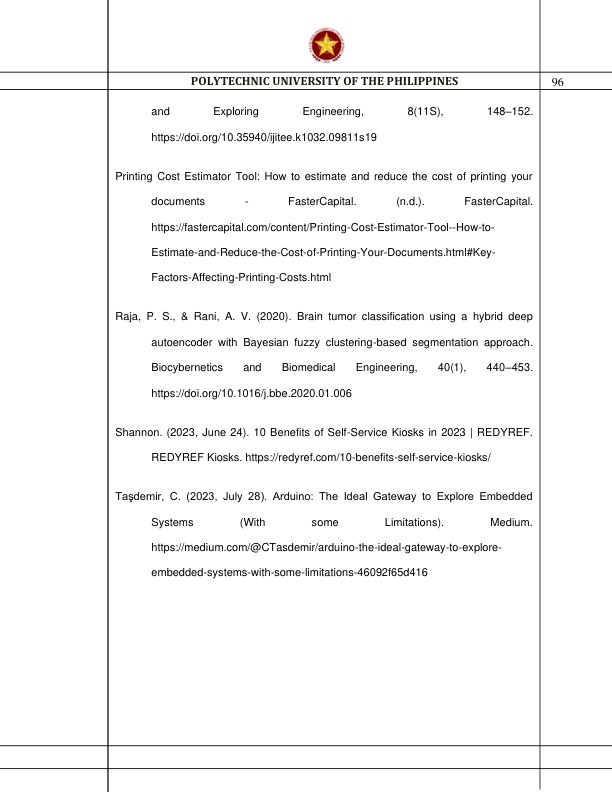 POLYTECHNIC UNIVERSITY OF THE PHILIPPINES 96
and Exploring Engineering, 8(11S), 148–152.
https://doi.org/10.35940/ijitee.k1032.09811s19
Printing Cost Estimator Tool: How to estimate and reduce the cost of printing your
documents - FasterCapital. (n.d.). FasterCapital.
https://fastercapital.com/content/Printing-Cost-Estimator-Tool--How-to-
Estimate-and-Reduce-the-Cost-of-Printing-Your-Documents.html#Key-
Factors-Affecting-Printing-Costs.html
Raja, P. S., & Rani, A. V. (2020). Brain tumor classification using a hybrid deep
autoencoder with Bayesian fuzzy clustering-based segmentation approach.
Biocybernetics and Biomedical Engineering, 40(1), 440–453.
https://doi.org/10.1016/j.bbe.2020.01.006
Shannon. (2023, June 24). 10 Benefits of Self-Service Kiosks in 2023 | REDYREF.
REDYREF Kiosks. https://redyref.com/10-benefits-self-service-kiosks/
Taşdemir, C. (2023, July 28). Arduino: The Ideal Gateway to Explore Embedded
Systems (With some Limitations). Medium.
https://medium.com/@CTasdemir/arduino-the-ideal-gateway-to-explore-
embedded-systems-with-some-limitations-46092f65d416